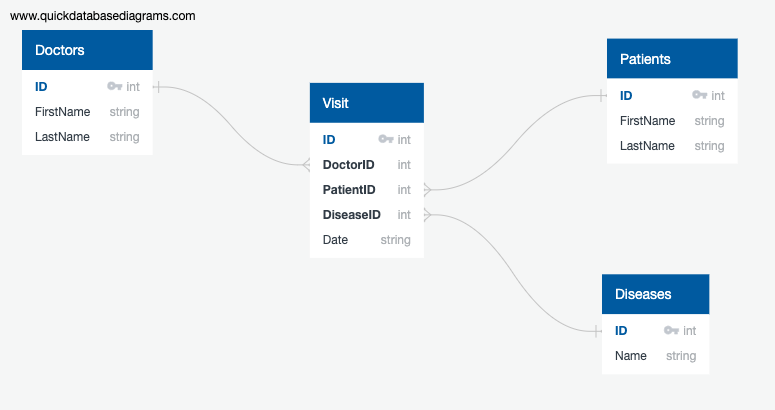 www.quickdatabasediagrams.com
Doctors
ID int
FirstName string
LastName string
Visit
ID int
DoctorID int
PatientID int
DiseaseID int
Date string
Patients
ID int
FirstName string
LastName string
Diseases
ID int
Name string